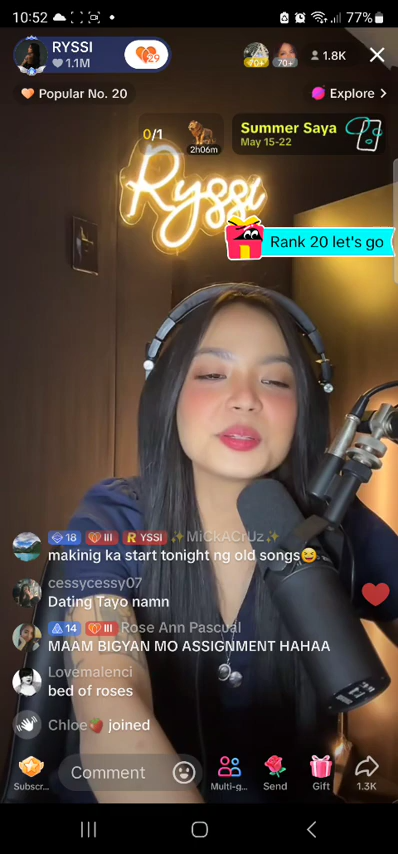 10:52
77%
RYSSI
1.1M
29
70+
70+
1.8K
Popular No. 20
Explore >
0/1
2h06m
Summer Saya
May 15-22
Ryssi
Rank 20 let's go
18 III R YSSI ✨MiCkACrUz✨
makinig ka start tonight ng old songs😅
cessycessy07
Dating Tayo namn
14 III Rose Ann Pascual
MAAM BIGYAN MO ASSIGNMENT HAHAA
Lovemalenci
bed of roses
Chloe🍓 joined
Comment
Subscr...
Multi-g...
Send
Gift
1.3K